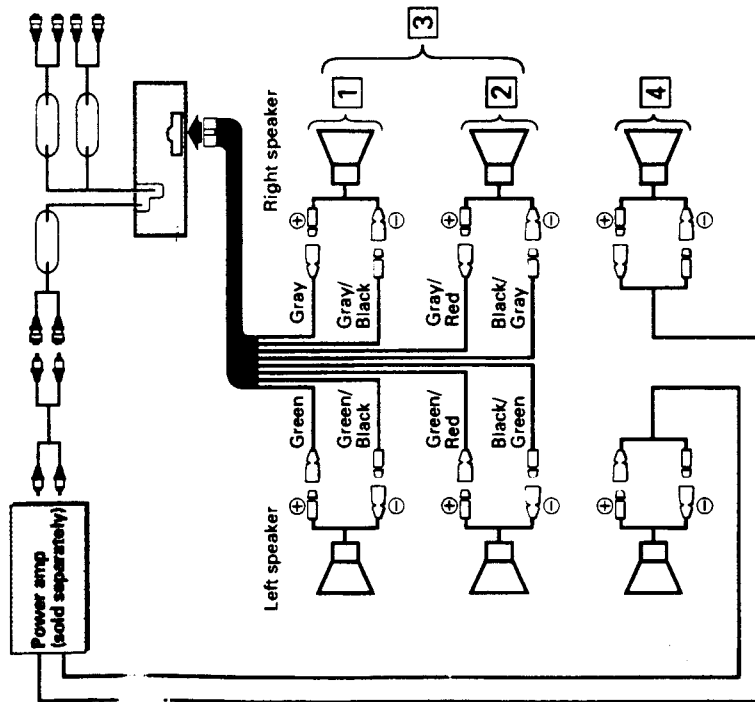 Power amp
(sold separately)
Left speaker
Right speaker
Green
Green/
Black
Green/
Red
Black/
Green
Gray
Gray/
Black
Gray/
Red
Black/
Gray
⊕
⊖
⊕
⊖
⊕
⊖
⊕
⊖
⊕
⊖
⊕
⊖
1
2
3
4